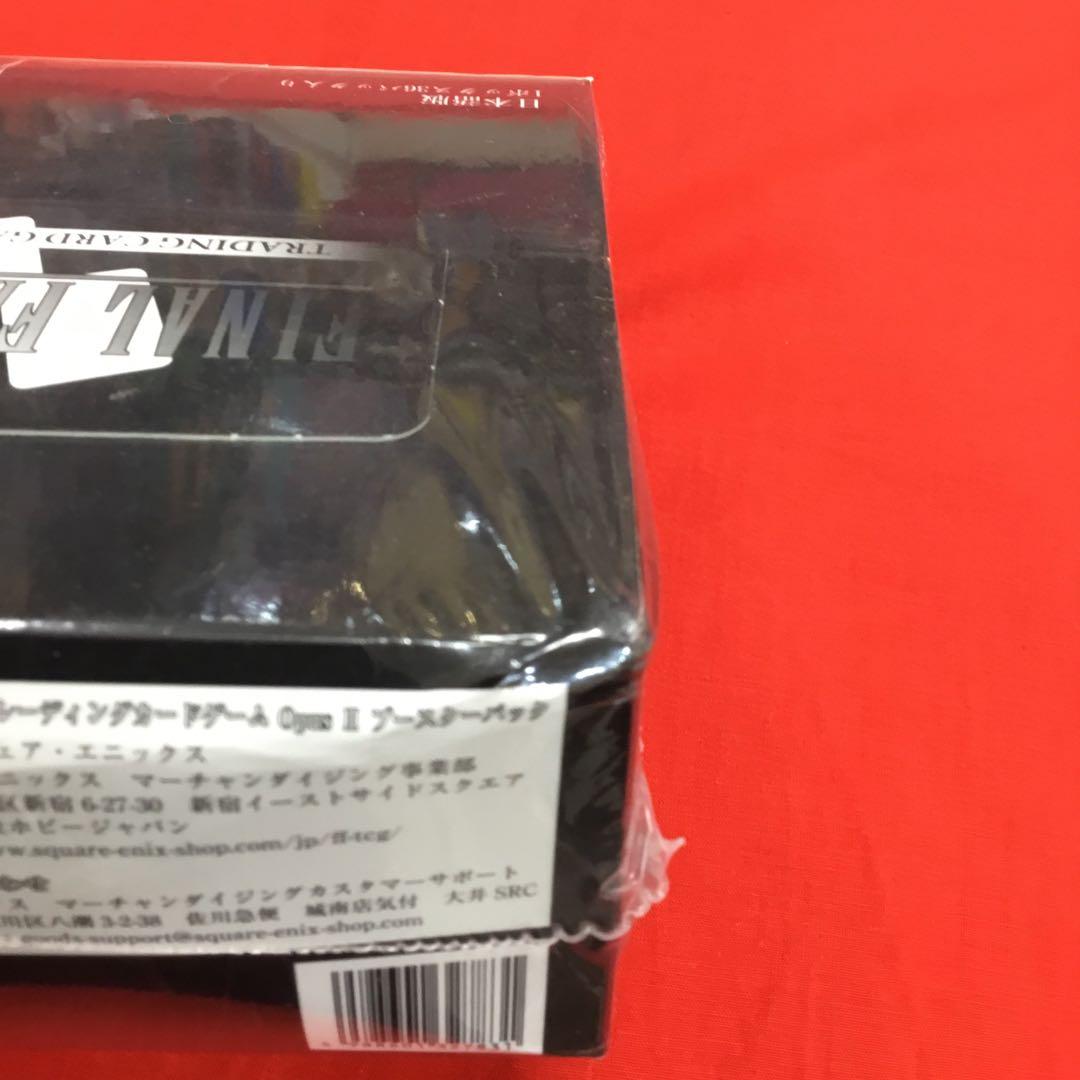 日本語版
1ボックス36パック入り
TRADING CARD GA
FINAL FA
レーディングカードゲーム Opus II ブースターパック
ェア・エニックス
ニックス　マーチャンダイジング事業部
区新宿 6-27-30　新宿イーストサイドスクエア
ホビージャパン
ww.square-enix-shop.com/jp/ff-tcg/
ス　マーチャンダイジングカスタマーサポート
川区八潮 3-2-38　佐川急便　城南店気付　大井 SRC
goods-support@square-enix-shop.com